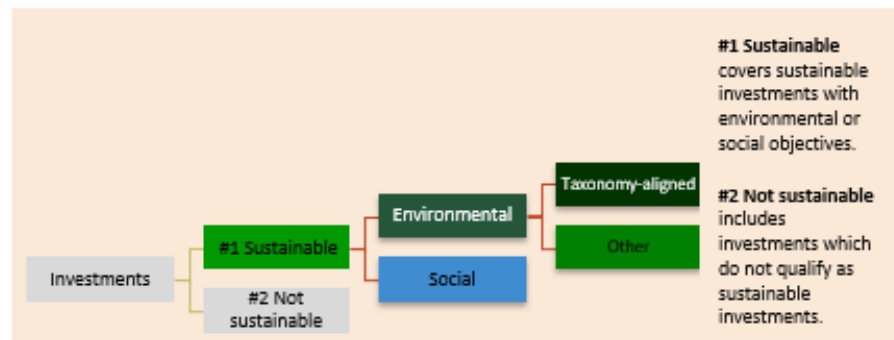 Investments
#1 Sustainable
#2 Not
sustainable
Environmental
Social
Taxonomy-aligned
Other
#1 Sustainable
covers sustainable
investments with
environmental or
social objectives.
#2 Not sustainable
includes
investments which
do not qualify as
sustainable
investments.